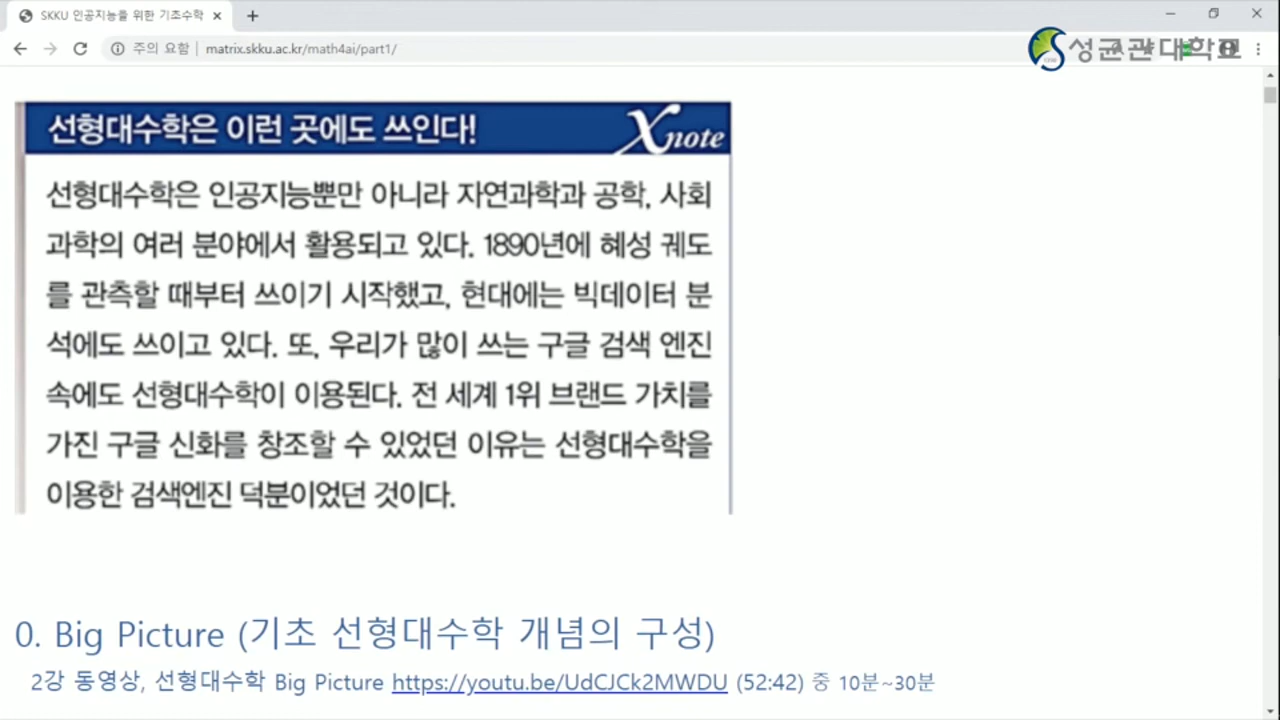 SKKU 인공지능을 위한 기초수학
주의 요함 | matrix.skku.ac.kr/math4ai/part1/
성균관대학교
선형대수학은 이런 곳에도 쓰인다!
Xnote
선형대수학은 인공지능뿐만 아니라 자연과학과 공학, 사회
과학의 여러 분야에서 활용되고 있다. 1890년에 혜성 궤도
를 관측할 때부터 쓰이기 시작했고, 현대에는 빅데이터 분
석에도 쓰이고 있다. 또, 우리가 많이 쓰는 구글 검색 엔진
속에도 선형대수학이 이용된다. 전 세계 1위 브랜드 가치를
가진 구글 신화를 창조할 수 있었던 이유는 선형대수학을
이용한 검색엔진 덕분이었던 것이다.
0. Big Picture (기초 선형대수학 개념의 구성)
2강 동영상, 선형대수학 Big Picture https://youtu.be/UdCJCk2MWDU (52:42) 중 10분~30분